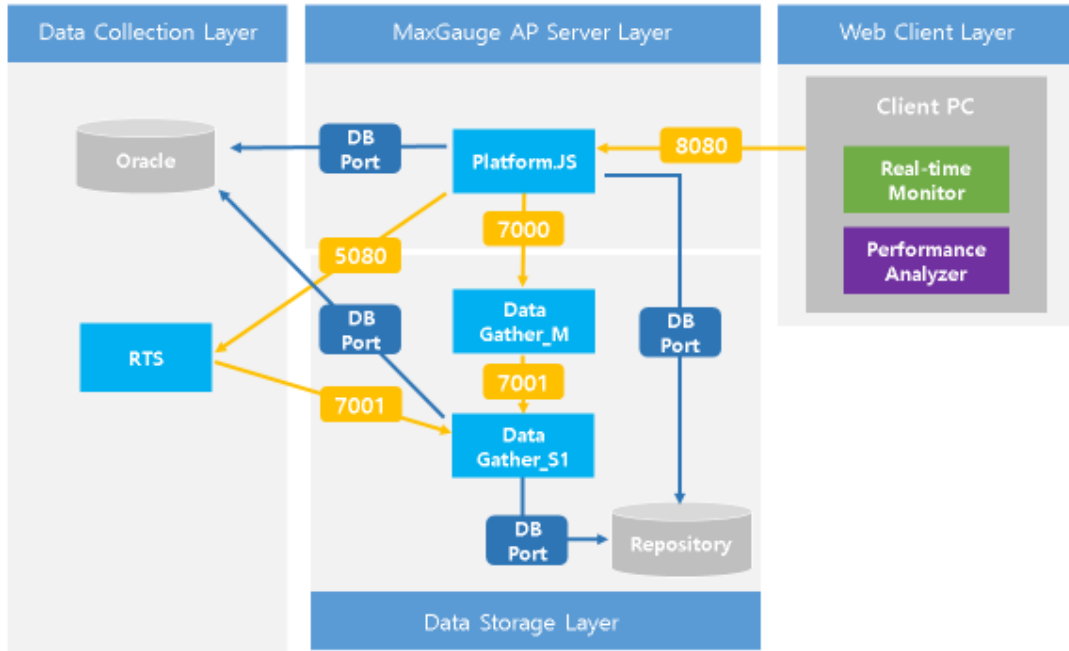 Data Collection Layer
MaxGauge AP Server Layer
Web Client Layer
Client PC
Oracle
DB
Port
Platform.JS
8080
Real-time
Monitor
7000
5080
Performance
Analyzer
Data
Gather_M
DB
Port
DB
Port
RTS
7001
7001
Data
Gather_S1
DB
Port
Repository
Data Storage Layer